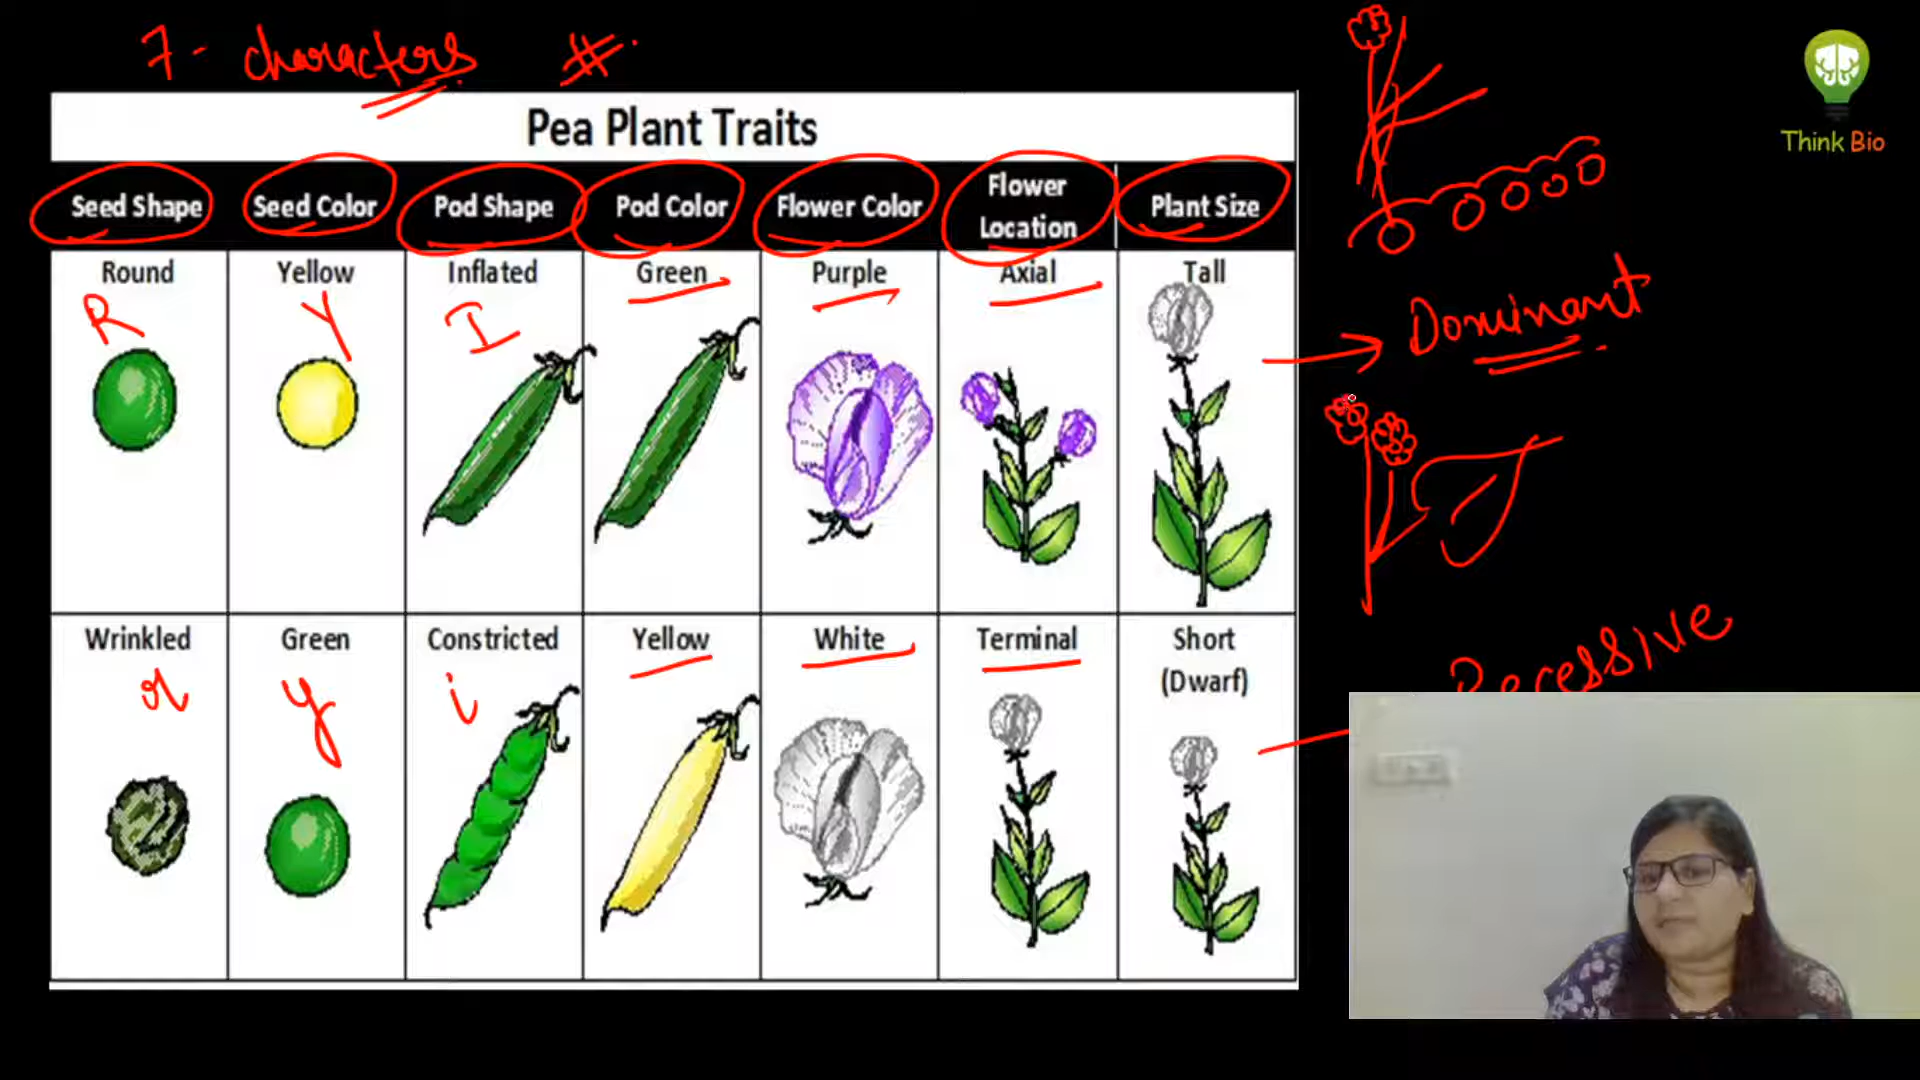 7 - characters #
Think Bio
Pea Plant Traits
Seed Shape Seed Color Pod Shape Pod Color Flower Color Flower Location Plant Size
Round Yellow Inflated Green Purple Axial Tall
R Y I
Dominant
Wrinkled Green Constricted Yellow White Terminal Short (Dwarf)
r y i
Recessive